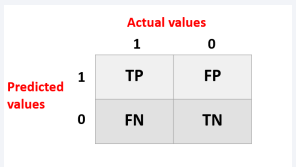 Actual values
1 0
Predicted values
1 TP FP
0 FN TN